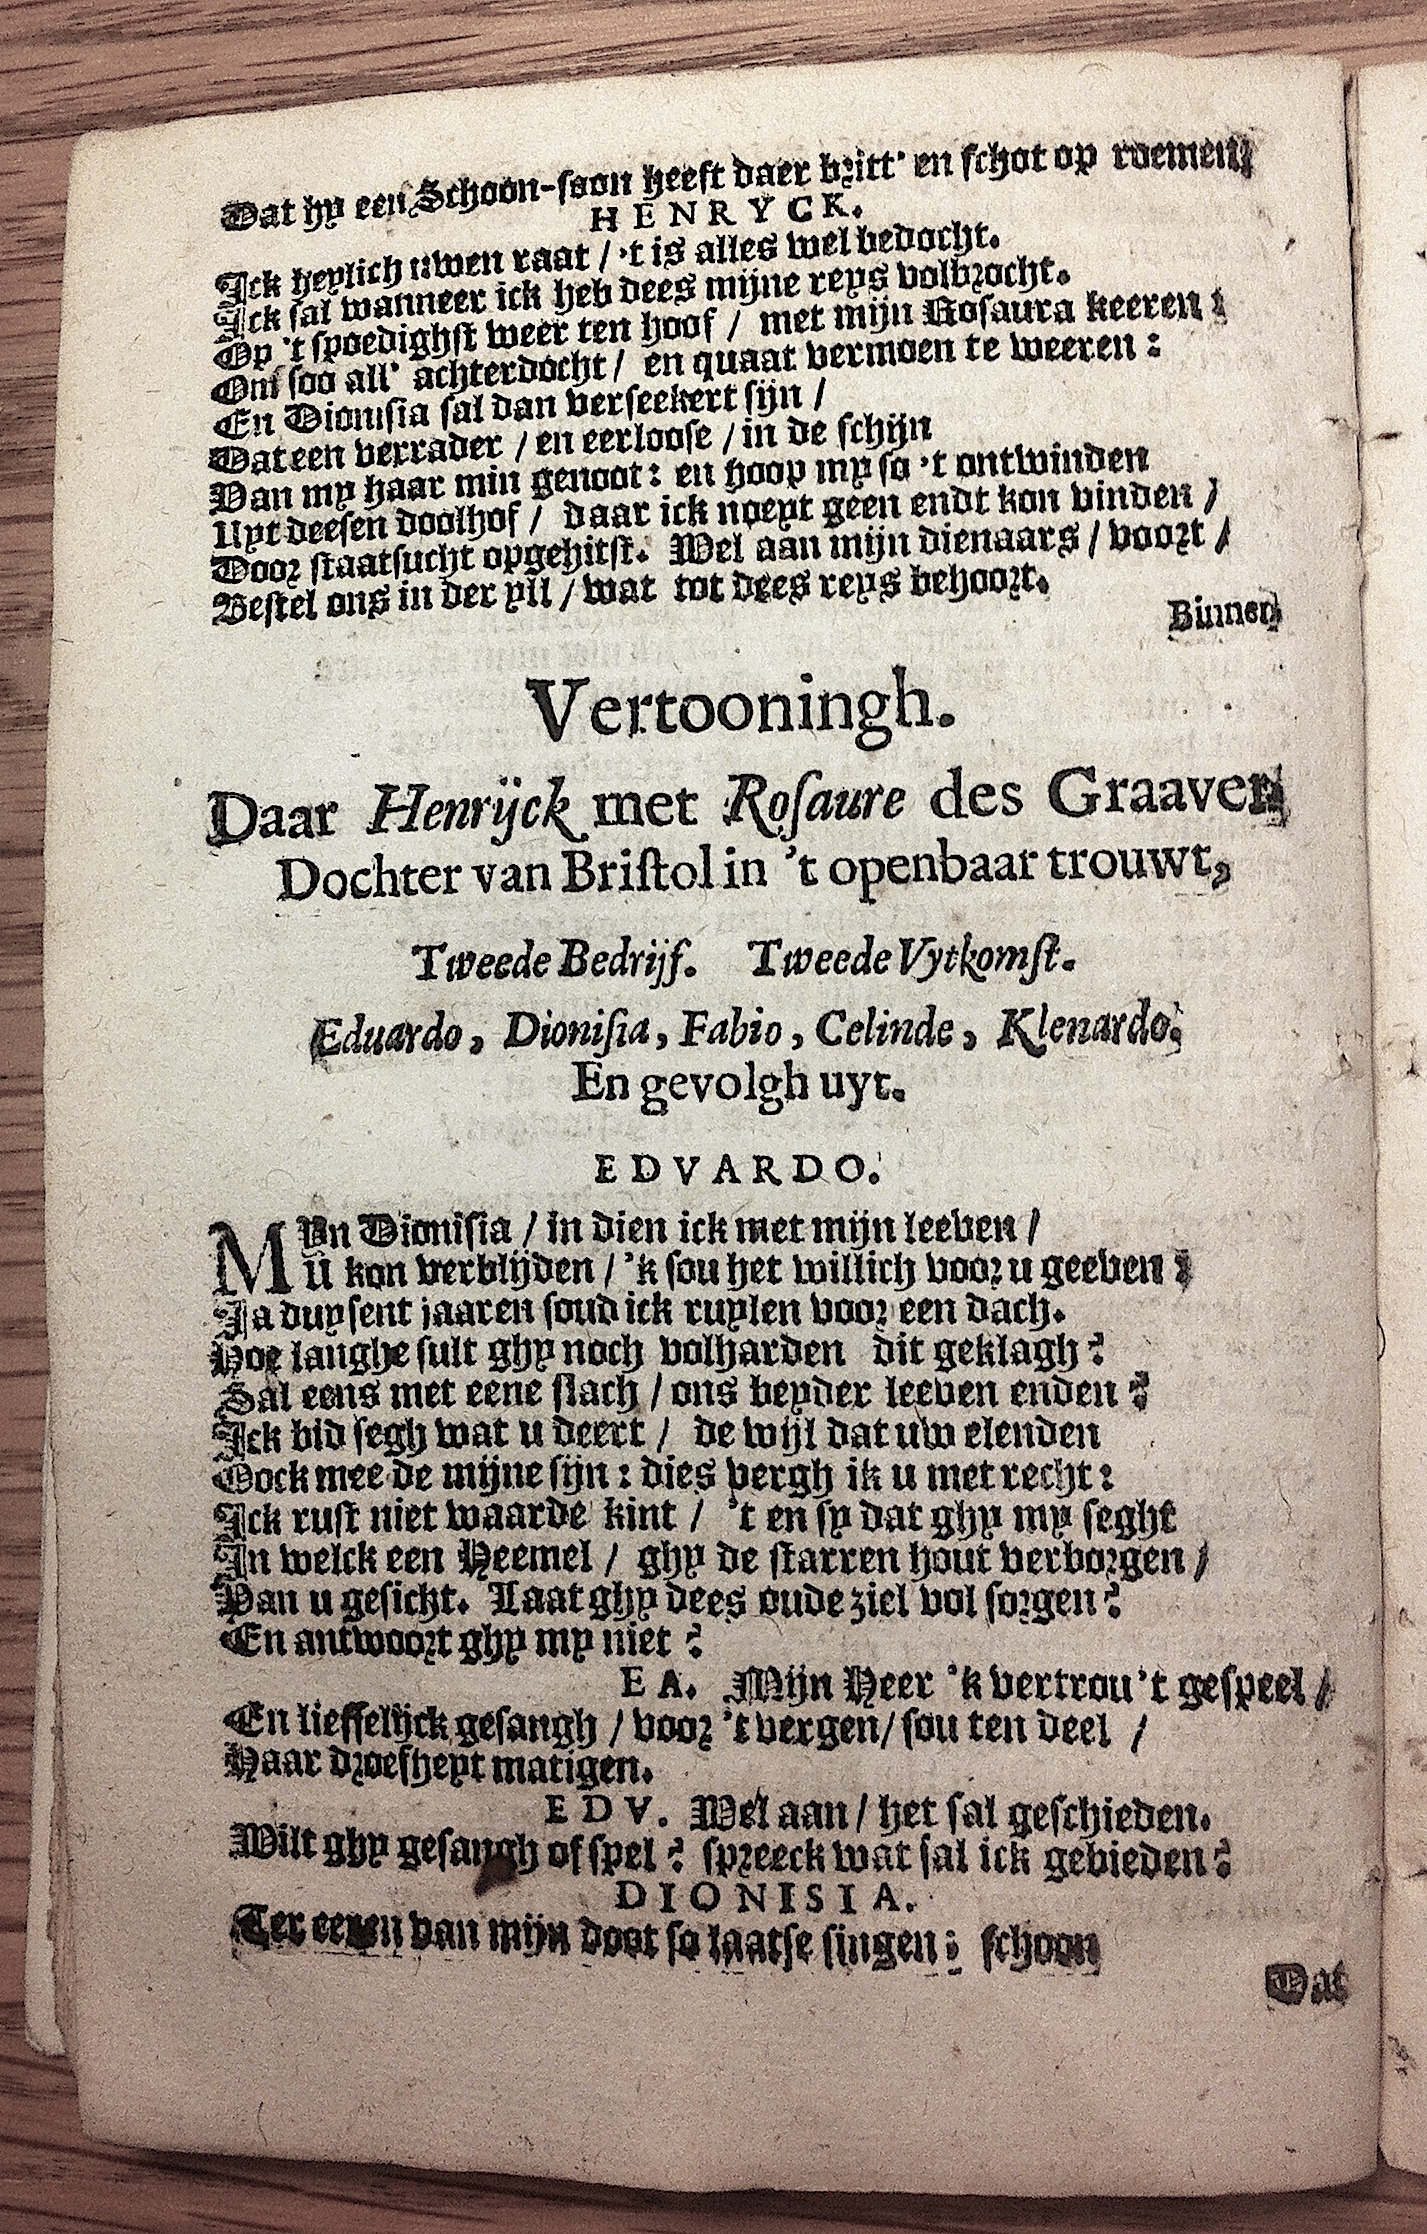 Dat hy een Schoon-soon heeft daer britt' en schot op roemen;
HENRYCK.
Ick heylich uwen raat / 't is alles wel bedocht.
Ick sal wanneer ick heb dees mijne reys volbrocht.
Op 't spoedighst weer ten hoof / met mijn Rosaura keeren;
Om soo all' achterdocht / en quaat vermoen te weeren:
En Dionisia sal dan verseekert sijn /
Dat een verrader / en eerloose / in de schijn
Van my haar min genoot: en hoop my so 't ontwinden
Uyt deesen doolhof / daar ick noeyt geen endt kon vinden /
Door staatsucht opgehitst. Wel aan mijn dienaars / voort /
Bestel ons in der yll / wat tot dees reys behoort.
Binnen
Vertooningh.
Daar Henrijck met Rosaure des Graaven
Dochter van Bristol in 't openbaar trouwt,
Tweede Bedrijf. Tweede Vytkomst.
Eduardo, Dionisia, Fabio, Celinde, Klenardo.
En gevolgh uyt.
EDVARDO.
MYn Dionisia / in dien ick met mijn leeven /
U kon verblijden / 'k sou het willich voor u geeven;
Ja duysent jaaren soud ick ruylen voor een dach.
Hoe langhe sult ghy noch volharden dit geklagh?
Sal eens met eene slach / ons beyder leeven enden?
Ick bid segh wat u deert / de wijl dat uw elenden
Oock mee de mijne sijn: dies vergh ik u met recht:
Ick rust niet waarde kint / 't en sy dat ghy my seght
In welck een Heemel / ghy de starren hout verborgen /
Van u gesicht. Laat ghy dees oude ziel vol sorgen?
En antwoort ghy my niet?
EA. Mijn Heer 'k vertrou 't gespeel /
En lieffelijck gesangh / voor 't vergen / sou ten deel /
Haar droefheyt matigen.
EDV. Wel aan / het sal geschieden.
Wilt ghy gesangh of spel? spreeck wat sal ick gebieden?
DIONISIA.
Ter eeren van mijn doot so laatse singen; schoon
Dat